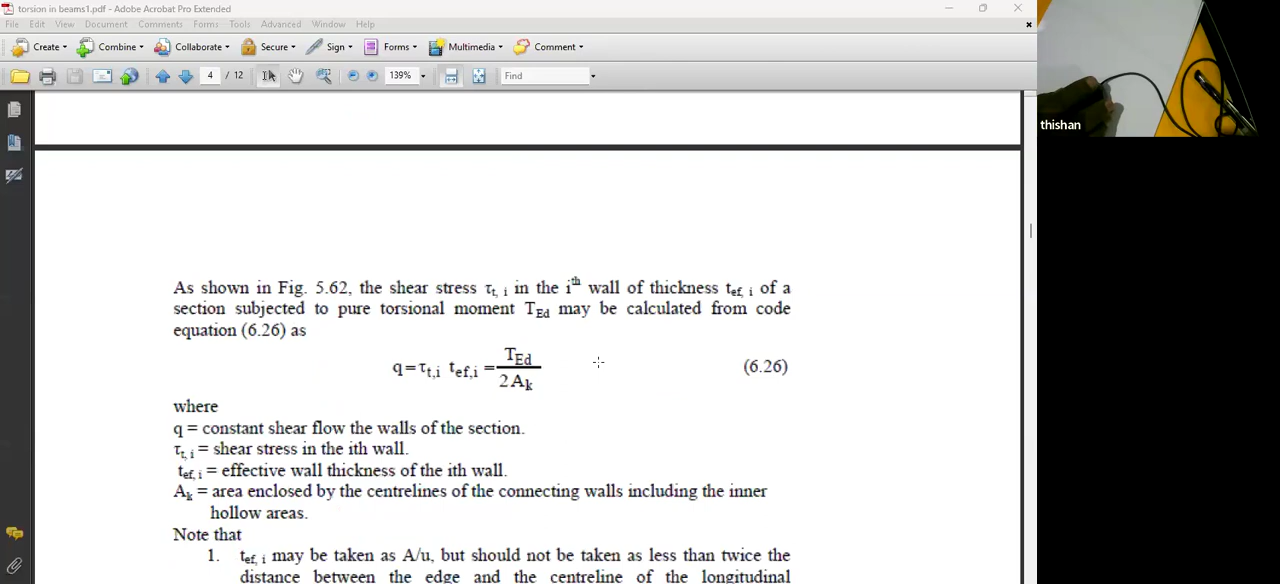 torsion in beams1.pdf - Adobe Acrobat Pro Extended
File Edit View Document Comments Forms Tools Advanced Window Help
Create Combine Collaborate Secure Sign Forms Multimedia Comment
4 / 12 139% Find
thishan
As shown in Fig. 5.62, the shear stress τt, i in the ith wall of thickness tef, i of a
section subjected to pure torsional moment TEd may be calculated from code
equation (6.26) as
q=τt,i tef,i = TEd / 2Ak (6.26)
where
q = constant shear flow the walls of the section.
τt, i = shear stress in the ith wall.
tef, i = effective wall thickness of the ith wall.
Ak = area enclosed by the centrelines of the connecting walls including the inner
hollow areas.
Note that
1. tef, i may be taken as A/u, but should not be taken as less than twice the
distance between the edge and the centreline of the longitudinal